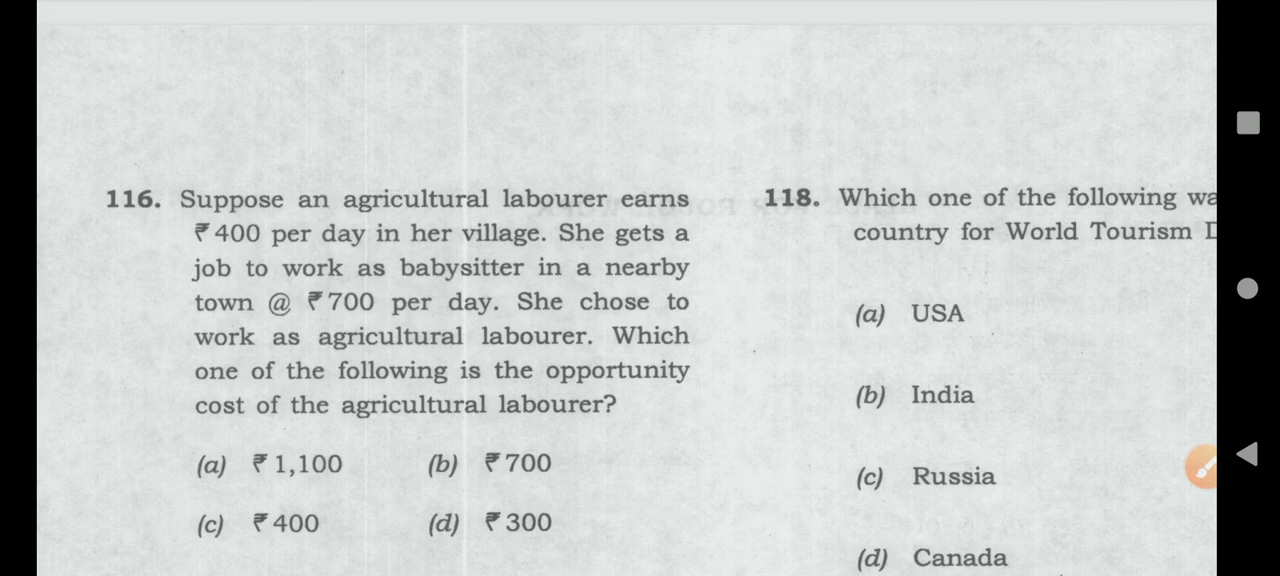 116. Suppose an agricultural labourer earns
₹ 400 per day in her village. She gets a
job to work as babysitter in a nearby
town @ ₹ 700 per day. She chose to
work as agricultural labourer. Which
one of the following is the opportunity
cost of the agricultural labourer?
(a) ₹ 1,100 (b) ₹ 700
(c) ₹ 400 (d) ₹ 300
118. Which one of the following wa
country for World Tourism D
(a) USA
(b) India
(c) Russia
(d) Canada